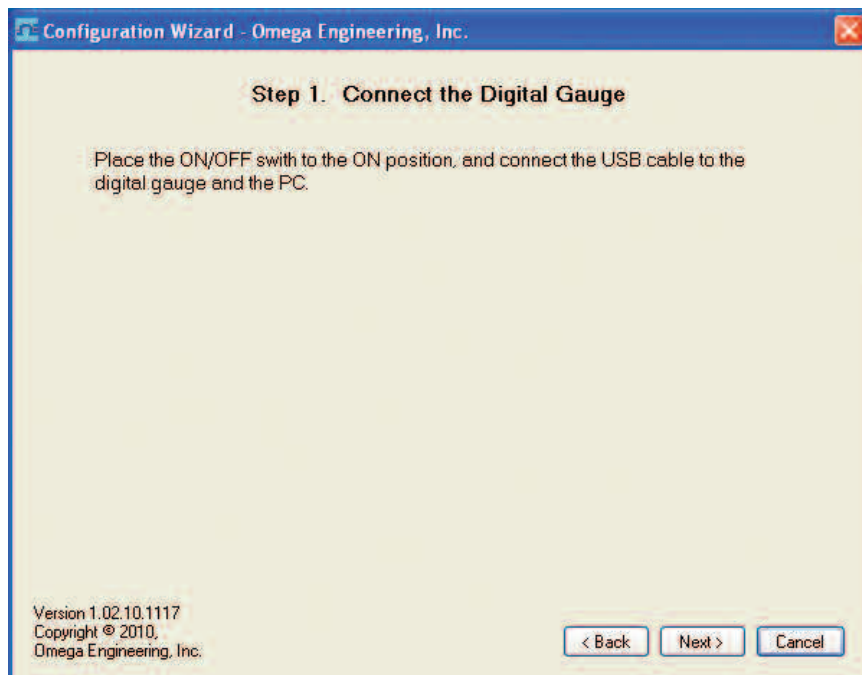 Configuration Wizard - Omega Engineering, Inc.
Step 1. Connect the Digital Gauge
Place the ON/OFF swith to the ON position, and connect the USB cable to the
digital gauge and the PC.
Version 1.02.10.1117
Copyright © 2010,
Omega Engineering, Inc.
< Back Next > Cancel